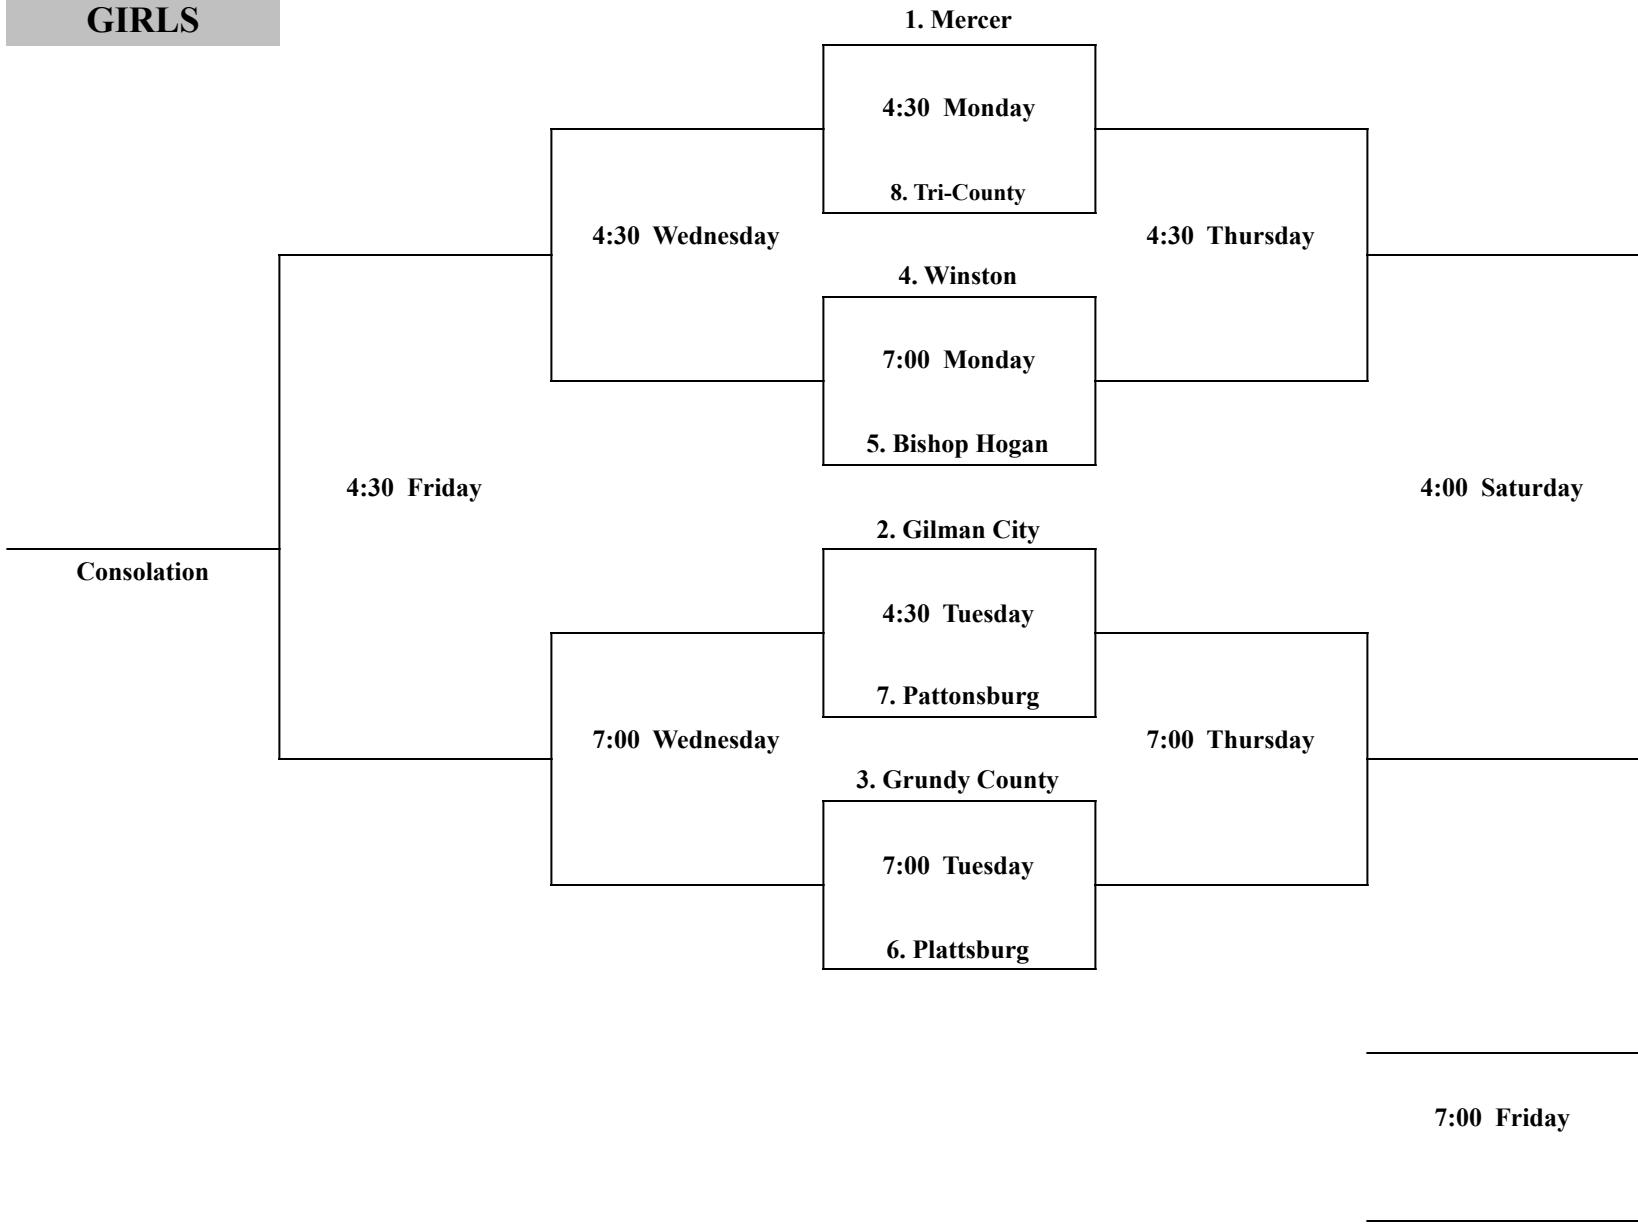 GIRLS
1. Mercer
4:30 Monday
8. Tri-County
4:30 Wednesday
4:30 Thursday
4. Winston
7:00 Monday
5. Bishop Hogan
4:30 Friday
4:00 Saturday
2. Gilman City
Consolation
4:30 Tuesday
7. Pattonsburg
7:00 Wednesday
7:00 Thursday
3. Grundy County
7:00 Tuesday
6. Plattsburg
7:00 Friday